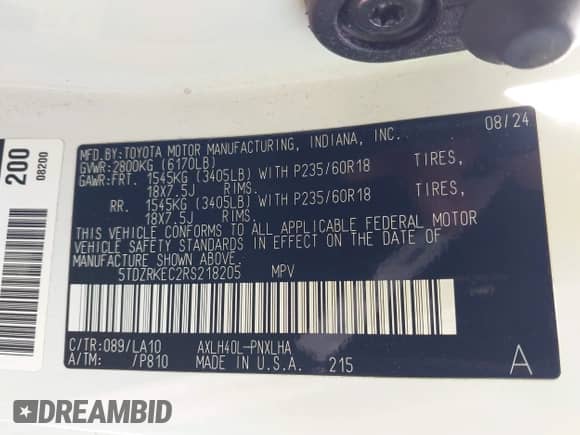 200
08200
MFD.BY:TOYOTA MOTOR MANUFACTURING, INDIANA, INC. 08/24
GVWR:2800KG (6170LB)
GAWR:FRT. 1545KG (3405LB) WITH P235/60R18 TIRES,
18X7.5J RIMS.
RR. 1545KG (3405LB) WITH P235/60R18 TIRES,
18X7.5J RIMS.
THIS VEHICLE CONFORMS TO ALL APPLICABLE FEDERAL MOTOR
VEHICLE SAFETY STANDARDS IN EFFECT ON THE DATE OF
MANUFACTURE SHOWN ABOVE.
5TDZRKEC2RS218205 MPV
C/TR:089/LA10 AXLH40L-PNXLHA
A/TM: /P810 MADE IN U.S.A. 215 A
DREAMBID